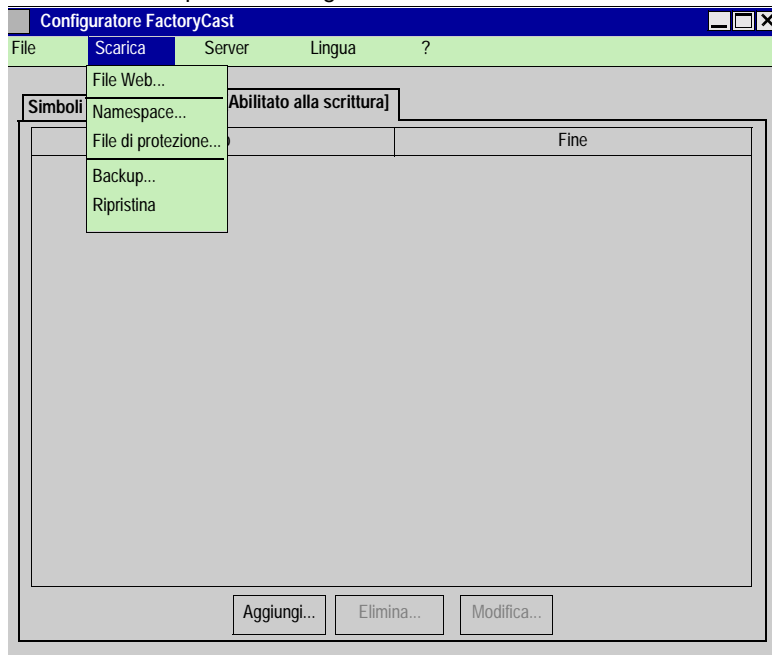 Configuratore FactoryCast
File Scarica Server Lingua ?
File Web...
Simboli Abilitato alla scrittura]
Namespace...
File di protezione...
Fine
Backup...
Ripristina
Aggiungi... Elimina... Modifica...